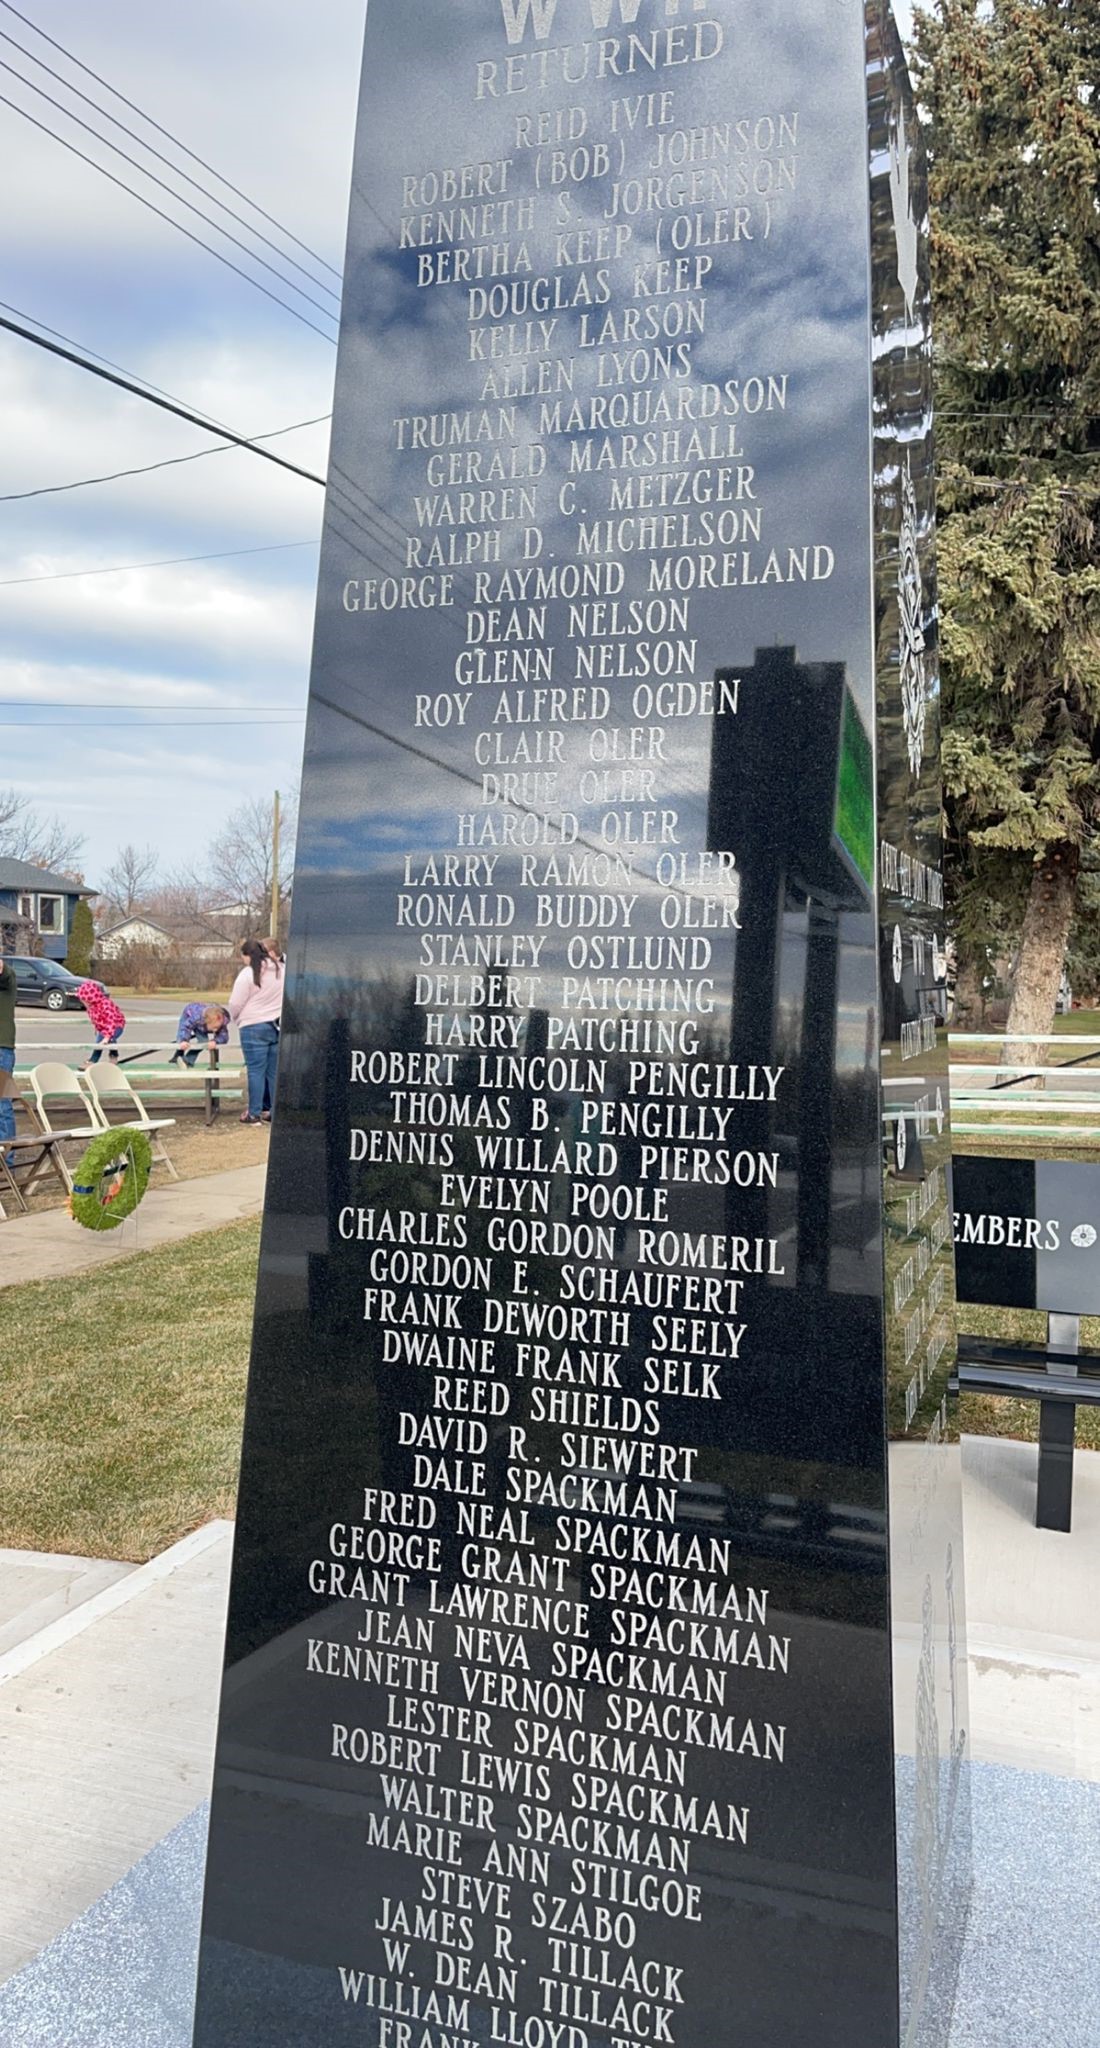 WWII
RETURNED
REID IVIE
ROBERT (BOB) JOHNSON
KENNETH S. JORGENSON
BERTHA KEEP (OLER)
DOUGLAS KEEP
KELLY LARSON
ALLEN LYONS
TRUMAN MARQUARDSON
GERALD MARSHALL
WARREN C. METZGER
RALPH D. MICHELSON
GEORGE RAYMOND MORELAND
DEAN NELSON
GLENN NELSON
ROY ALFRED OGDEN
CLAIR OLER
DRUE OLER
HAROLD OLER
LARRY RAMON OLER
RONALD BUDDY OLER
STANLEY OSTLUND
DELBERT PATCHING
HARRY PATCHING
ROBERT LINCOLN PENGILLY
THOMAS B. PENGILLY
DENNIS WILLARD PIERSON
EVELYN POOLE
CHARLES GORDON ROMERIL
GORDON E. SCHAUFERT
FRANK DEWORTH SEELY
DWAINE FRANK SELK
REED SHIELDS
DAVID R. SIEWERT
DALE SPACKMAN
FRED NEAL SPACKMAN
GEORGE GRANT SPACKMAN
GRANT LAWRENCE SPACKMAN
JEAN NEVA SPACKMAN
KENNETH VERNON SPACKMAN
LESTER SPACKMAN
ROBERT LEWIS SPACKMAN
WALTER SPACKMAN
MARIE ANN STILGOE
STEVE SZABO
JAMES R. TILLACK
W. DEAN TILLACK
WILLIAM LLOYD
FRANK
EMBERS